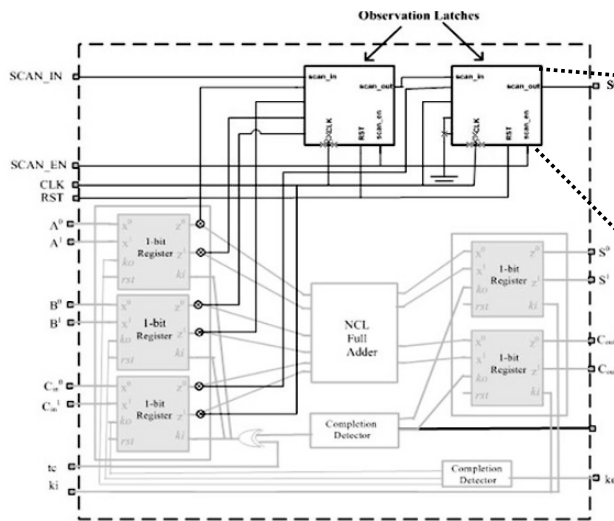 Observation Latches
SCAN_IN
scan_in
scan_out
CLK
RST
scan_en
scan_in
scan_out
CLK
RST
scan_en
SCAN_EN
CLK
RST
A⁰
A¹
x⁰ z⁰
x¹ z¹
ko
rst ki
1-bit
Register
B⁰
B¹
x⁰ z⁰
x¹ z¹
ko
rst ki
1-bit
Register
Cᵢₙ⁰
Cᵢₙ¹
x⁰ z⁰
x¹ z¹
ko
rst ki
1-bit
Register
NCL
Full
Adder
x⁰ z⁰
x¹ z¹
ko
rst ki
1-bit
Register
S⁰
S¹
x⁰ z⁰
x¹ z¹
ko
rst ki
1-bit
Register
Cou
Cou
Completion
Detector
Completion
Detector
tc
ki